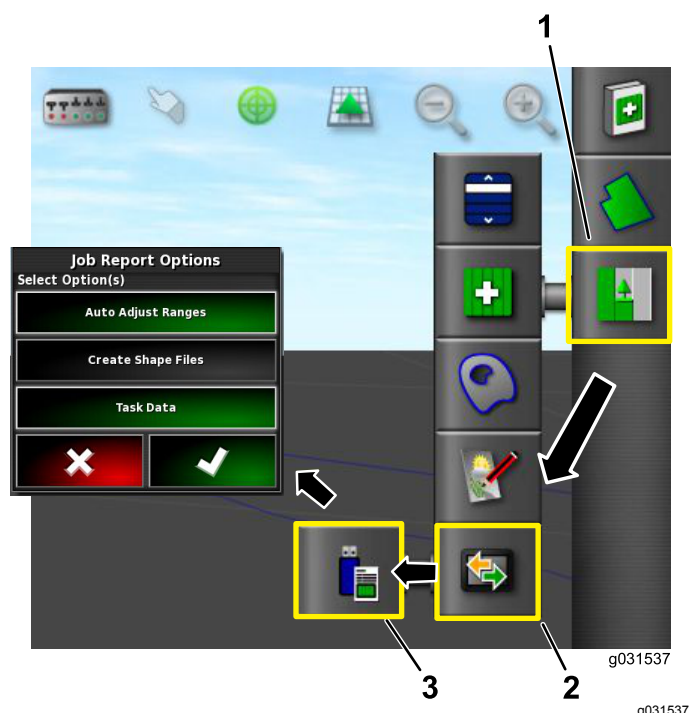 1
Job Report Options
Select Option(s)
Auto Adjust Ranges
Create Shape Files
Task Data
g031537
3
2
g031537